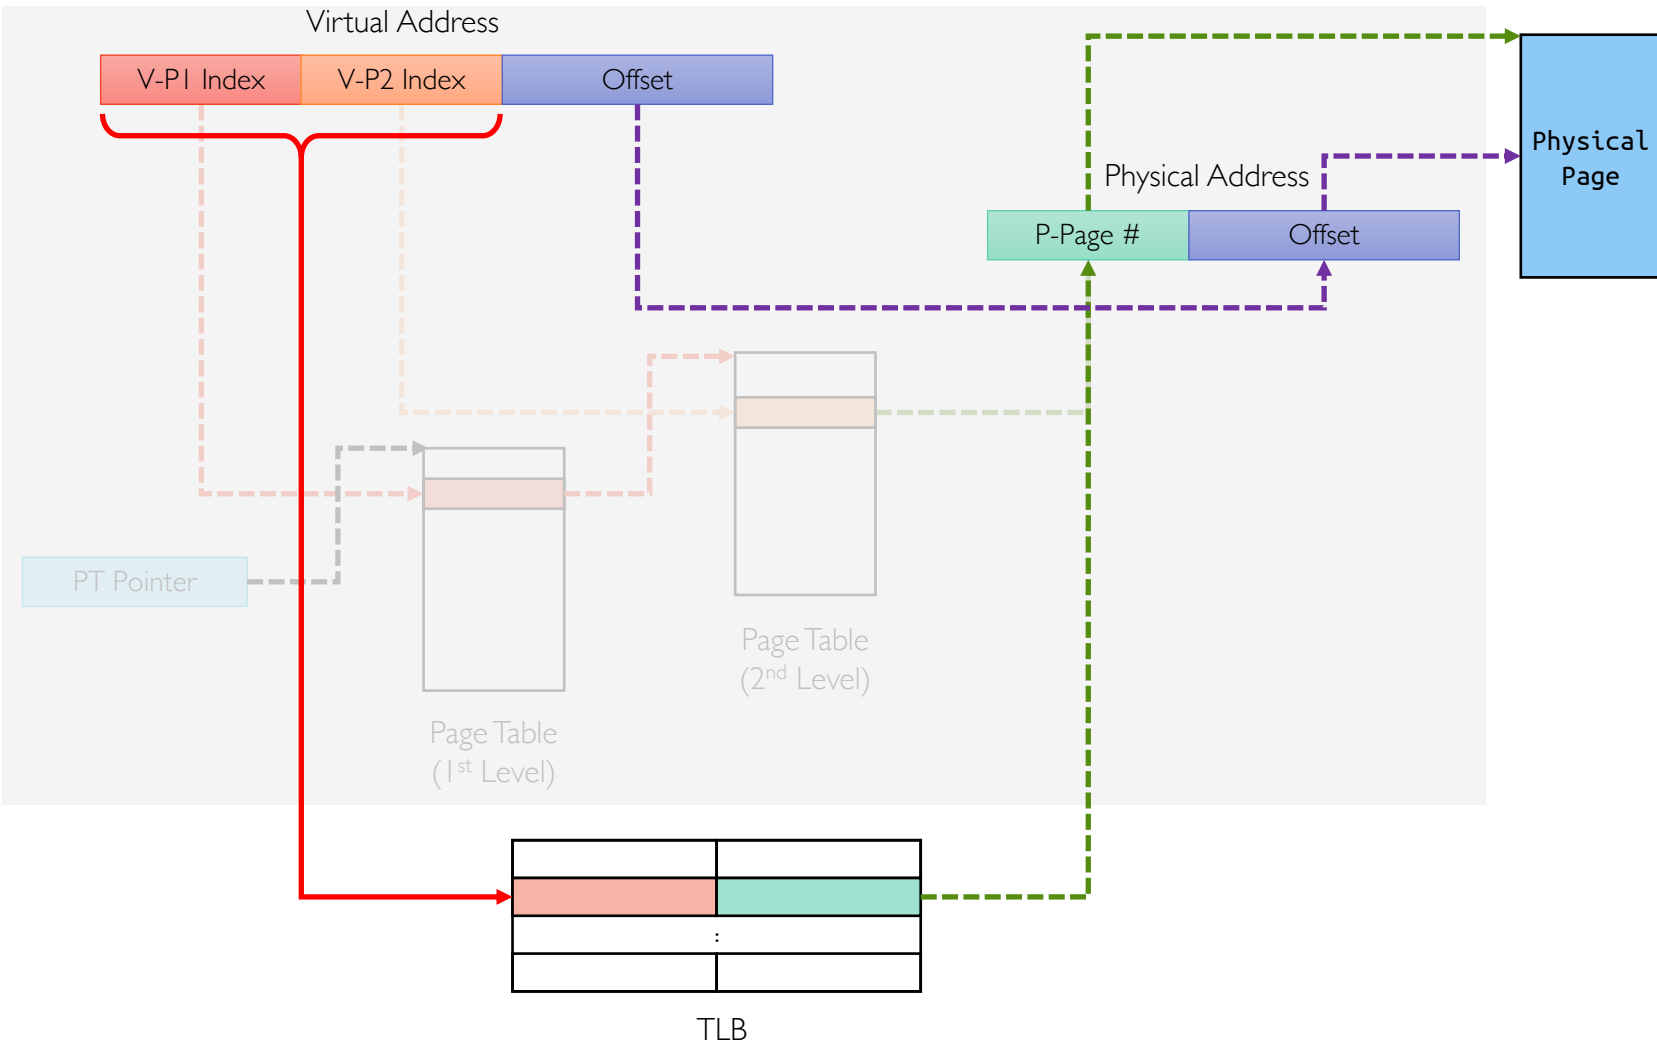 Virtual Address
V-P1 Index
V-P2 Index
Offset
Physical
Page
Physical Address
P-Page #
Offset
PT Pointer
Page Table
(2nd Level)
Page Table
(1st Level)
:
TLB